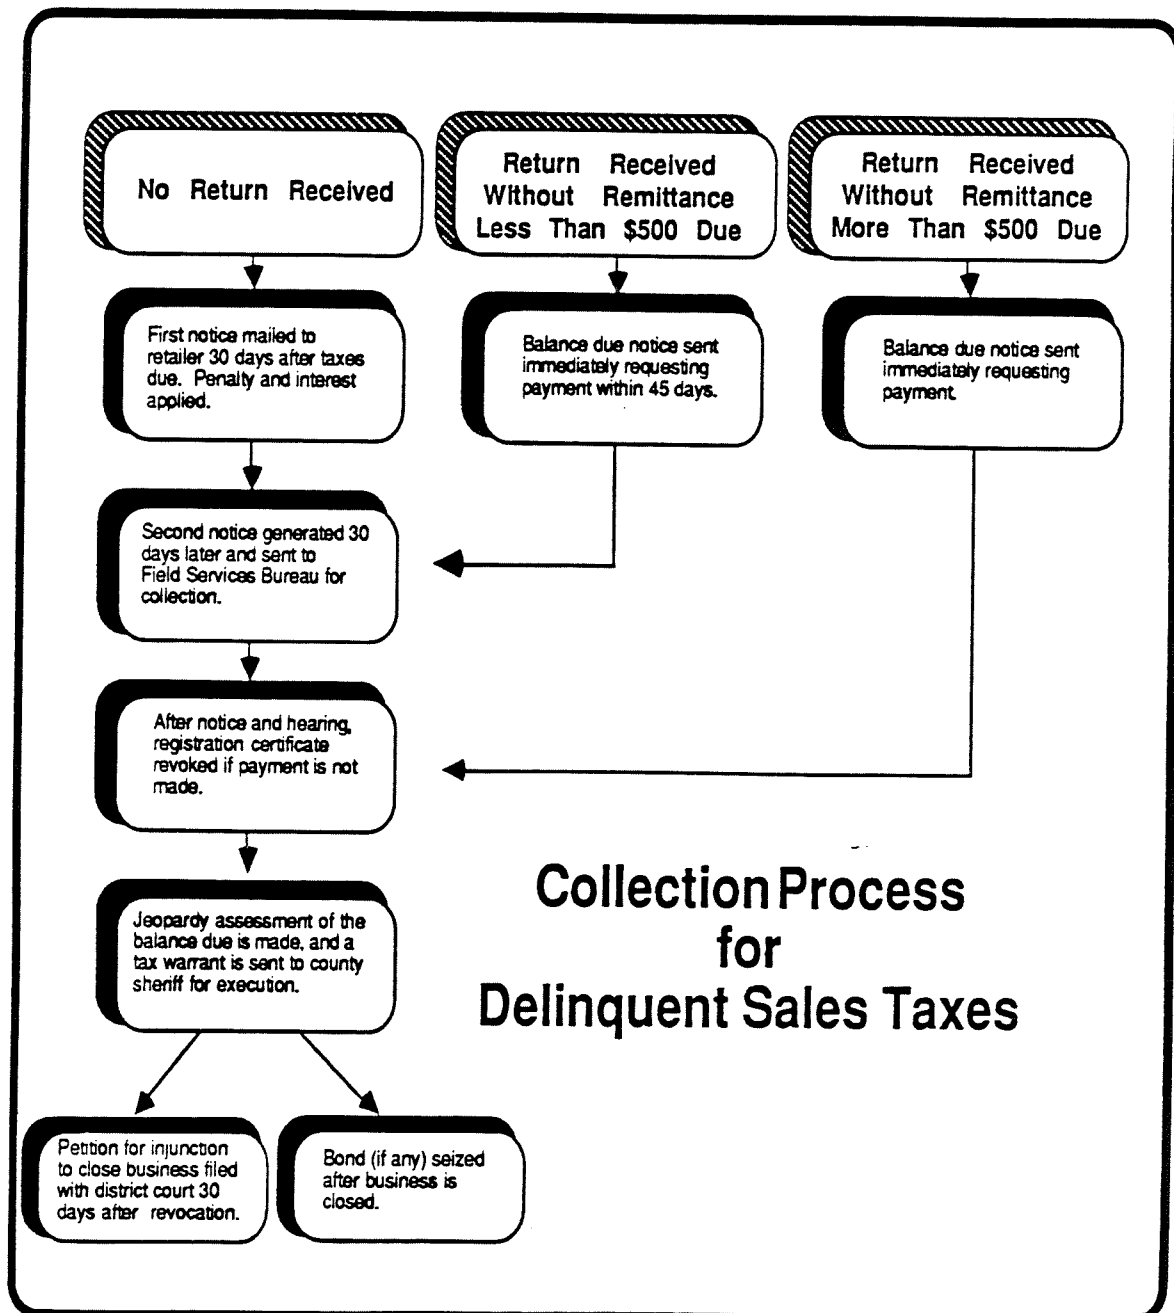 No Return Received
Return Received
Without Remittance
Less Than $500 Due
Return Received
Without Remittance
More Than $500 Due
First notice mailed to
retailer 30 days after taxes
due. Penalty and interest
applied.
Balance due notice sent
immediately requesting
payment within 45 days.
Balance due notice sent
immediately requesting
payment.
Second notice generated 30
days later and sent to
Field Services Bureau for
collection.
After notice and hearing,
registration certificate
revoked if payment is not
made.
Jeopardy assessment of the
balance due is made, and a
tax warrant is sent to county
sheriff for execution.
Collection Process
for
Delinquent Sales Taxes
Petition for injunction
to close business filed
with district court 30
days after revocation.
Bond (if any) seized
after business is
closed.